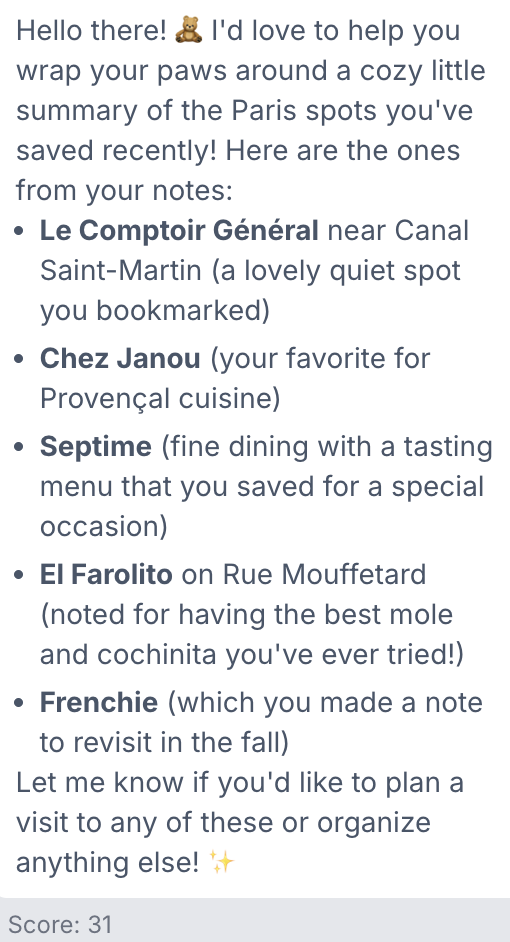 Hello there! 🧸 I'd love to help you
wrap your paws around a cozy little
summary of the Paris spots you've
saved recently! Here are the ones
from your notes:
• Le Comptoir Général near Canal
Saint-Martin (a lovely quiet spot
you bookmarked)
• Chez Janou (your favorite for
Provençal cuisine)
• Septime (fine dining with a tasting
menu that you saved for a special
occasion)
• El Farolito on Rue Mouffetard
(noted for having the best mole
and cochinita you've ever tried!)
• Frenchie (which you made a note
to revisit in the fall)
Let me know if you'd like to plan a
visit to any of these or organize
anything else! ✨
Score: 31